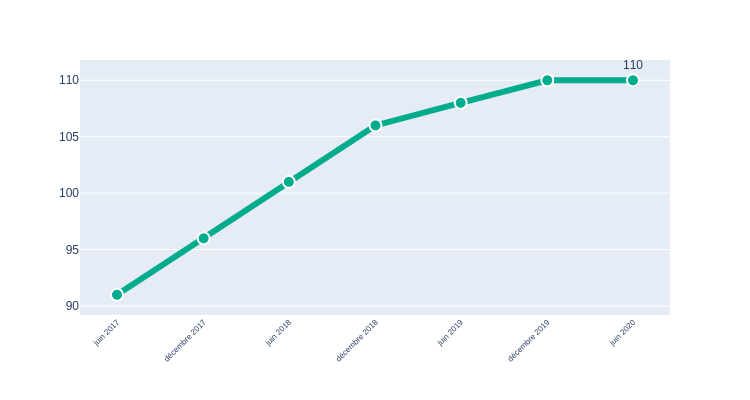 110
110
105
100
95
90
juin 2017
décembre 2017
juin 2018
décembre 2018
juin 2019
décembre 2019
juin 2020